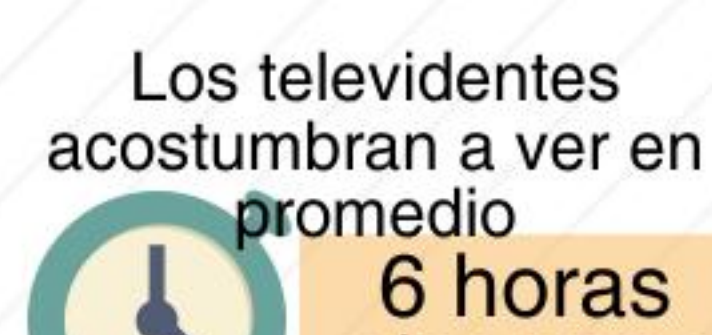 Los televidentes
acostumbran a ver en
promedio
6 horas